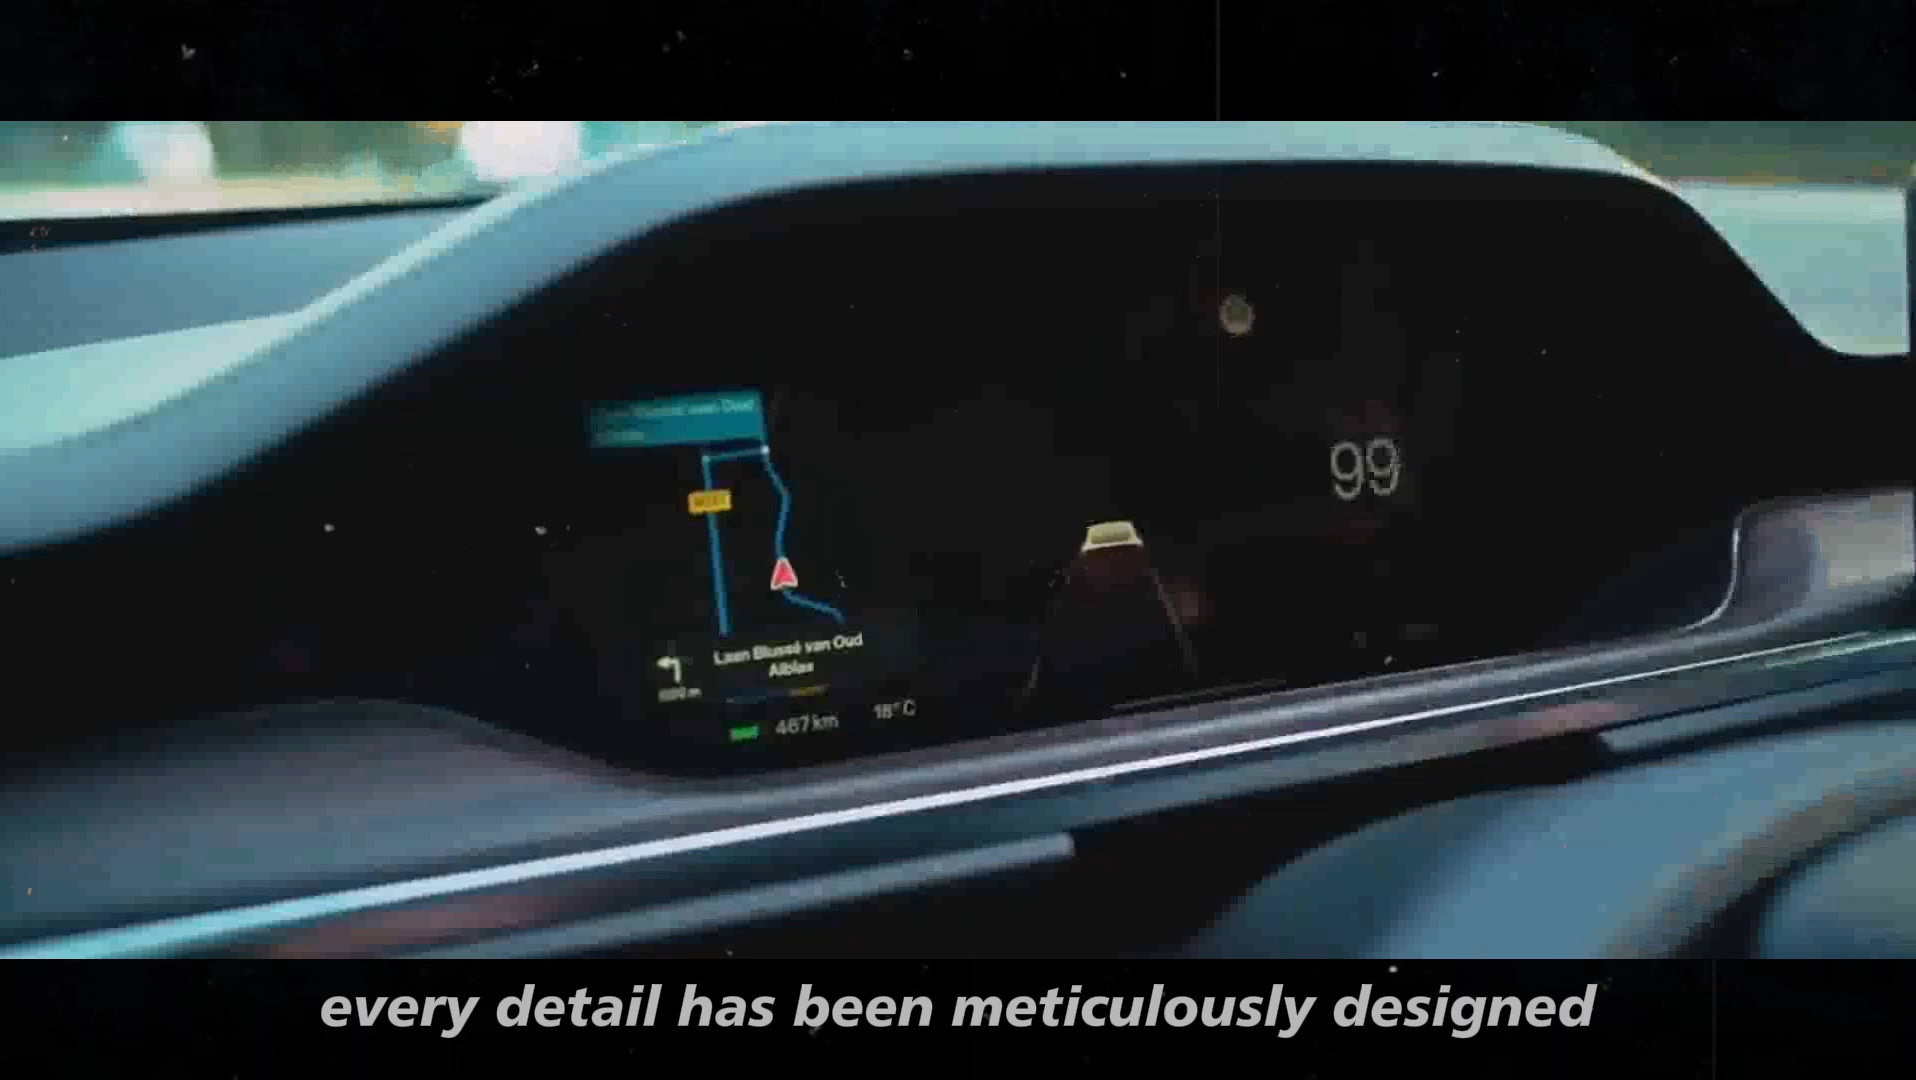 99
Laan Blussé van Oud
Alblas
467 km
18°C
every detail has been meticulously designed